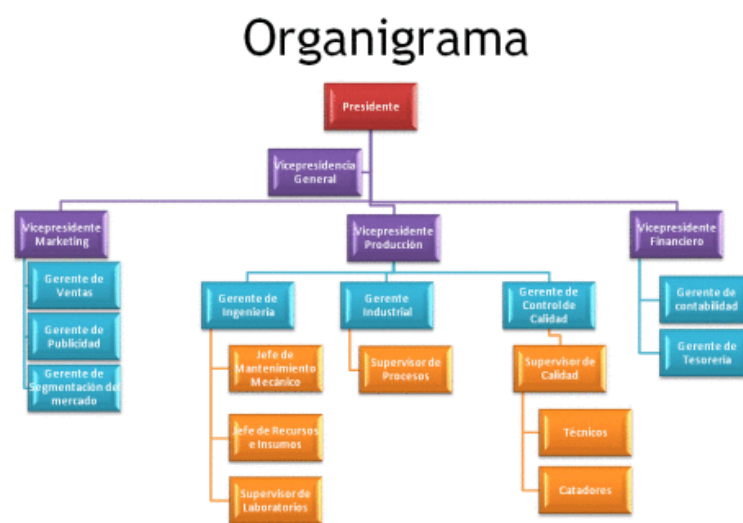 Organigrama
Presidente
Vicepresidencia
General
Vicepresidente
Marketing
Vicepresidente
Producción
Vicepresidente
Financiero
Gerente de
Ventas
Gerente de
Publicidad
Gerente de
Segmentación del
mercado
Gerente de
Ingeniería
Jefe de
Mantenimiento
Mecánico
Jefe de Recursos
e Insumos
Supervisor de
Laboratorios
Gerente
Industrial
Supervisor de
Procesos
Gerente de
Control de
Calidad
Supervisor de
Calidad
Técnicos
Catadores
Gerente de
contabilidad
Gerente de
Tesorería